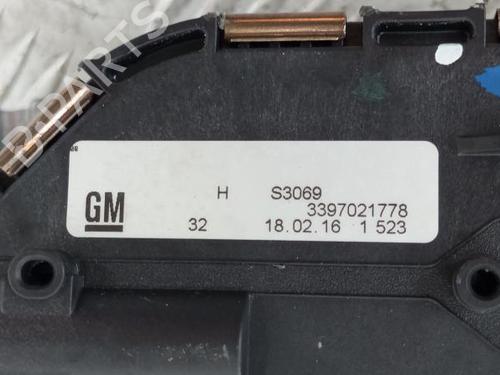 B-PARTS
H S3069
GM 3397021778
32 18.02.16 1 523